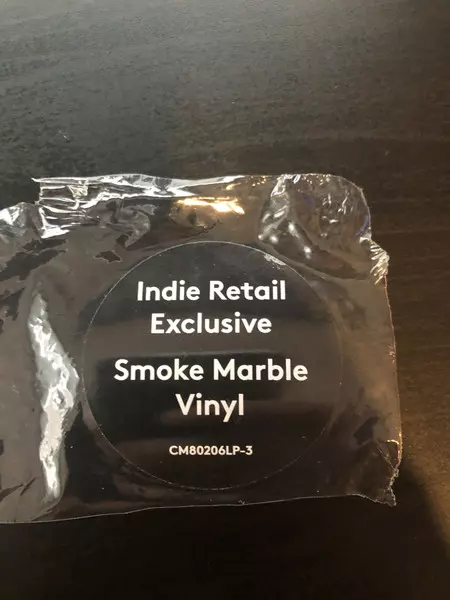 Indie Retail
Exclusive
Smoke Marble
Vinyl
CM80206LP-3